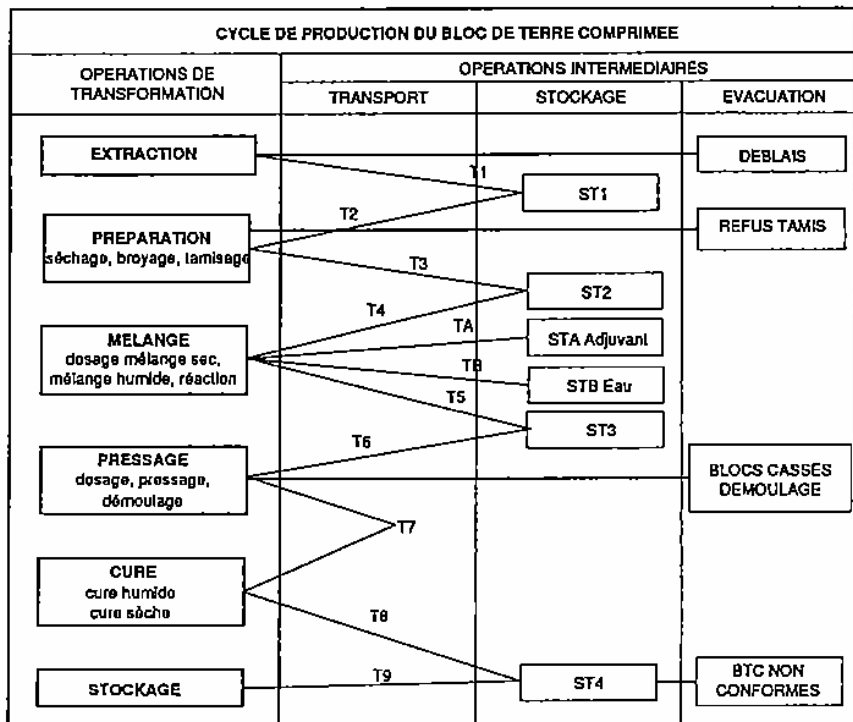 CYCLE DE PRODUCTION DU BLOC DE TERRE COMPRIMEE
OPERATIONS DE
TRANSFORMATION
OPERATIONS INTERMEDIAIRES
TRANSPORT
STOCKAGE
EVACUATION
EXTRACTION
DEBLAIS
T1
ST1
T2
REFUS TAMIS
PREPARATION
séchage, broyage, tamisage
T3
ST2
T4
TA
STA Adjuvant
MELANGE
dosage mélange sec,
mélange humide, réaction
TB
STB Eau
T5
ST3
T6
PRESSAGE
dosage, pressage,
démoulage
BLOCS CASSES
DEMOULAGE
T7
CURE
cure humide
cure sèche
T8
STOCKAGE
T9
ST4
BTC NON
CONFORMES